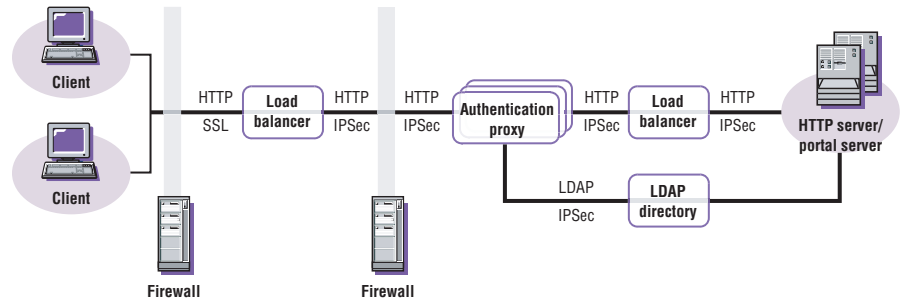 Client
HTTP
SSL
Load
balancer
HTTP
IPSec
HTTP
IPSec
Authentication
proxy
HTTP
IPSec
Load
balancer
HTTP
IPSec
HTTP server/
portal server
Client
LDAP
IPSec
LDAP
directory
Firewall
Firewall